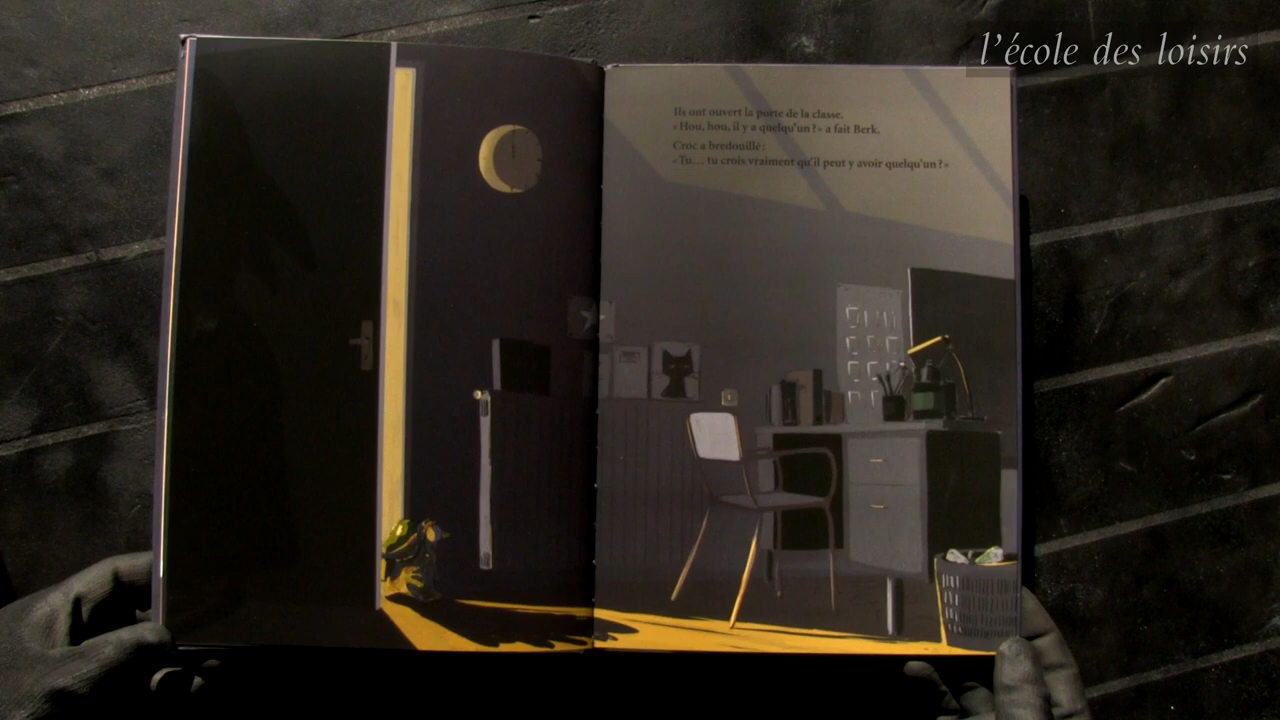 l'école des loisirs
Ils ont ouvert la porte de la classe.
«Hou, hou, il y a quelqu'un?» a fait Berk.
Croc a bredouillé:
«Tu... tu crois vraiment qu'il peut y avoir quelqu'un?»